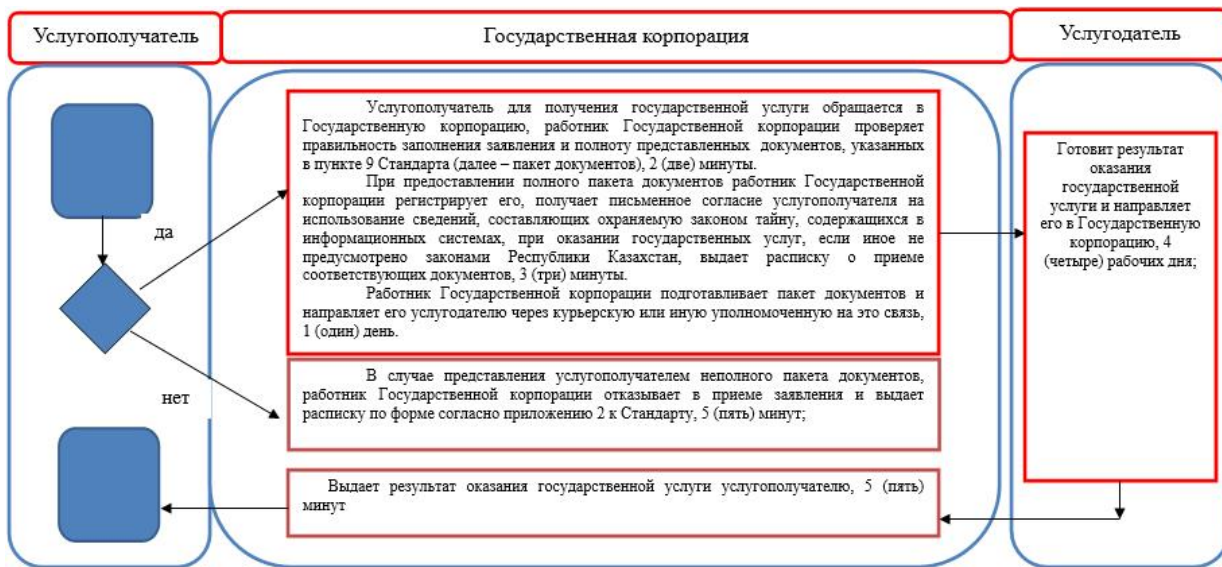 Услугополучатель
Государственная корпорация
Услугодатель
да
нет
Услугополучатель для получения государственной услуги обращается в
Государственную корпорацию, работник Государственной корпорации проверяет
правильность заполнения заявления и полноту представленных документов, указанных
в пункте 9 Стандарта (далее – пакет документов), 2 (две) минуты.
При предоставлении полного пакета документов работник Государственной
корпорации регистрирует его, получает письменное согласие услугополучателя на
использование сведений, составляющих охраняемую законом тайну, содержащихся в
информационных системах, при оказании государственных услуг, если иное не
предусмотрено законами Республики Казахстан, выдает расписку о приеме
соответствующих документов, 3 (три) минуты.
Работник Государственной корпорации подготавливает пакет документов и
направляет его услугодателю через курьерскую или иную уполномоченную на это связь,
1 (один) день.
В случае представления услугополучателем неполного пакета документов,
работник Государственной корпорации отказывает в приеме заявления и выдает
расписку по форме согласно приложению 2 к Стандарту, 5 (пять) минут;
Готовит результат
оказания
государственной
услуги и направляет
его в Государственную
корпорацию, 4
(четыре) рабочих дня;
Выдает результат оказания государственной услуги услугополучателю, 5 (пять)
минут